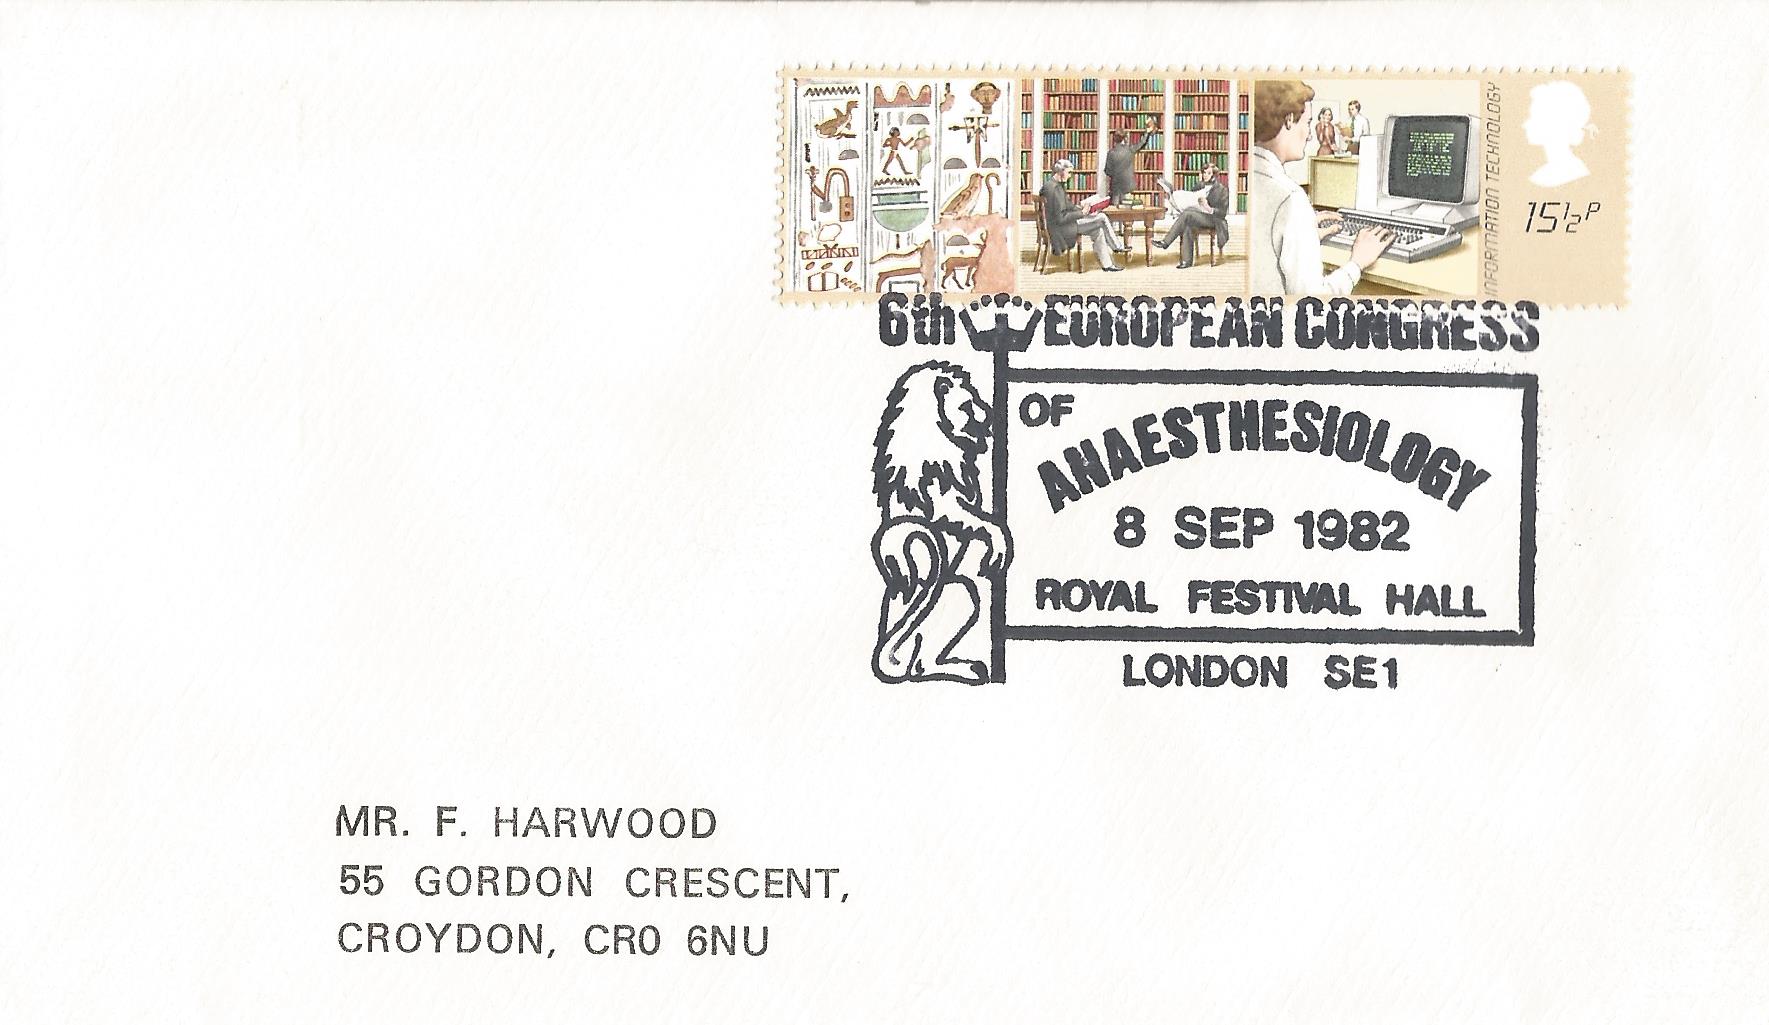 INFORMATION TECHNOLOGY
15½P
6th EUROPEAN CONGRESS
OF
ANAESTHESIOLOGY
8 SEP 1982
ROYAL FESTIVAL HALL
LONDON SE1
MR. F. HARWOOD
55 GORDON CRESCENT,
CROYDON, CR0 6NU